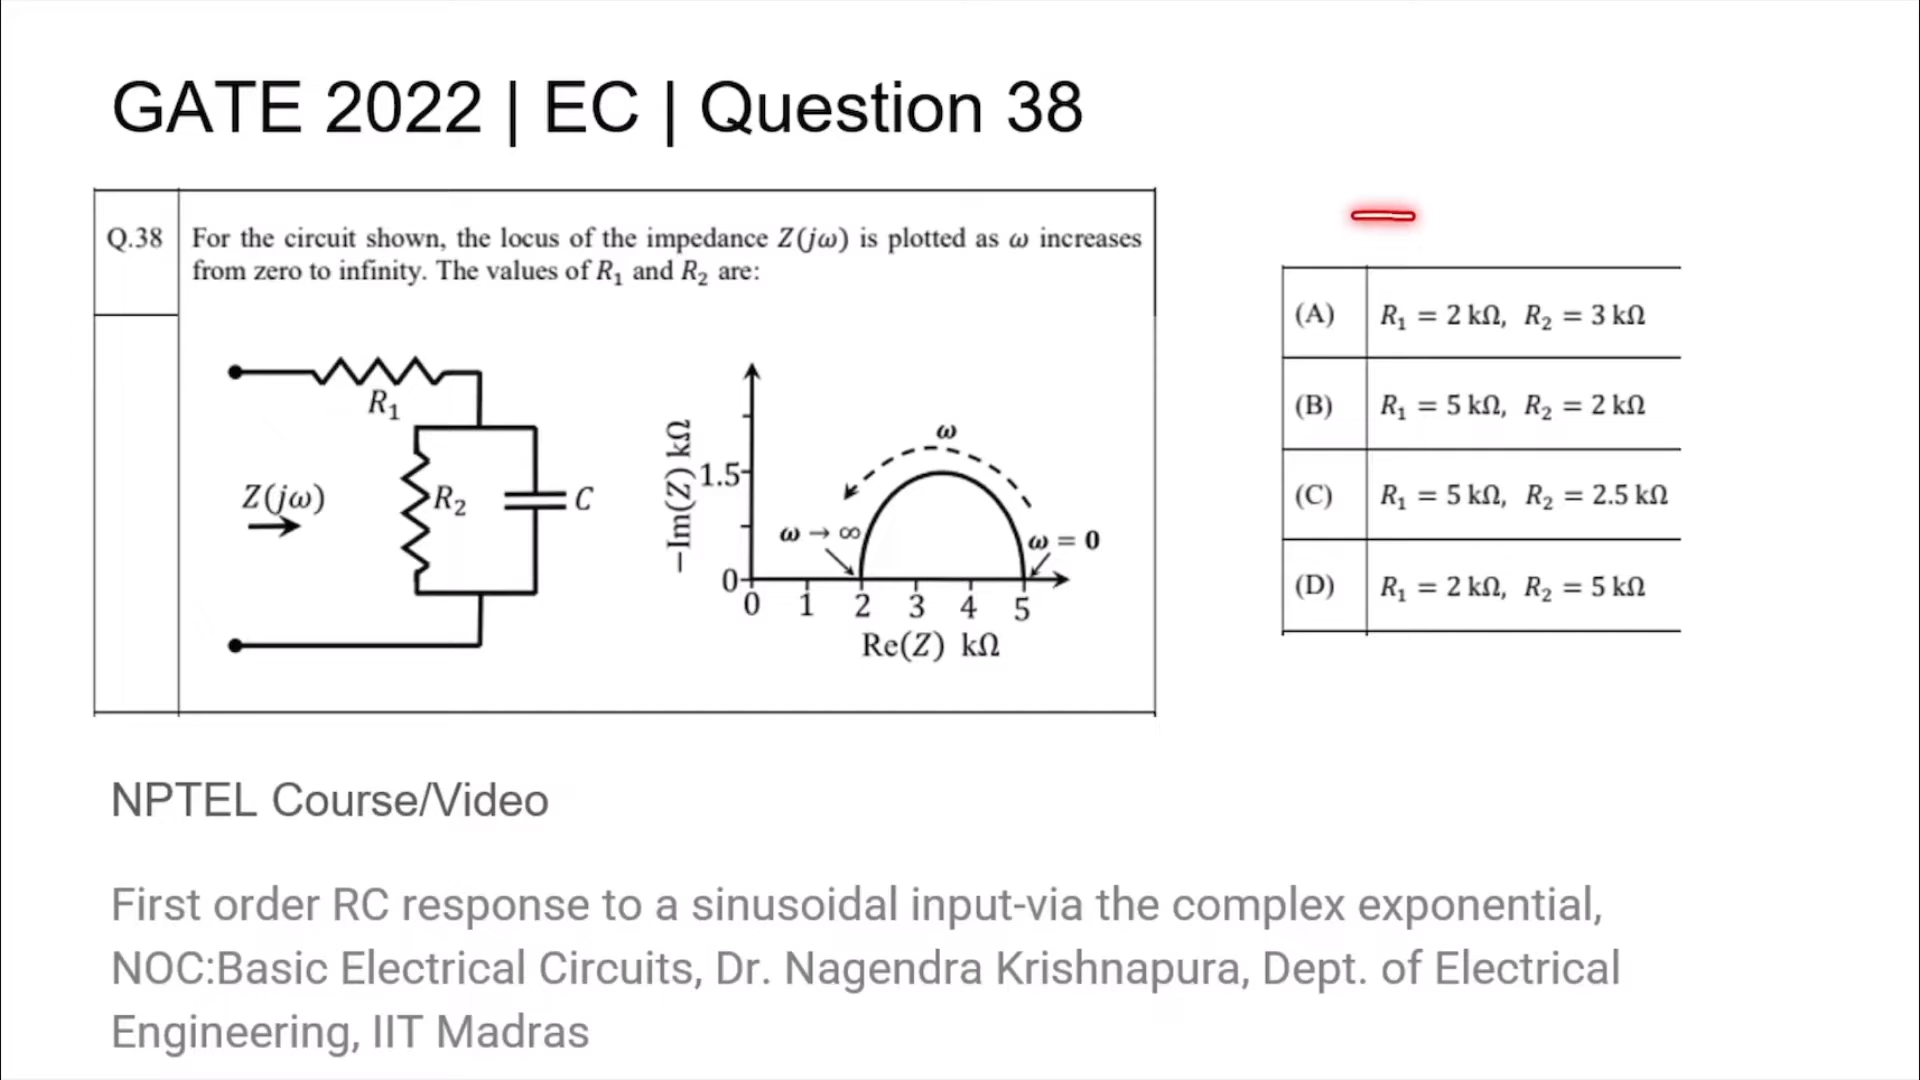 GATE 2022 | EC | Question 38
Q.38
For the circuit shown, the locus of the impedance Z(jω) is plotted as ω increases
from zero to infinity. The values of R₁ and R₂ are:
R₁
Z(jω)
R₂
C
−Im(Z) kΩ
1.5
0
ω
ω → ∞
ω = 0
0 1 2 3 4 5
Re(Z) kΩ
(A) R₁ = 2 kΩ, R₂ = 3 kΩ
(B) R₁ = 5 kΩ, R₂ = 2 kΩ
(C) R₁ = 5 kΩ, R₂ = 2.5 kΩ
(D) R₁ = 2 kΩ, R₂ = 5 kΩ
NPTEL Course/Video
First order RC response to a sinusoidal input-via the complex exponential,
NOC:Basic Electrical Circuits, Dr. Nagendra Krishnapura, Dept. of Electrical
Engineering, IIT Madras